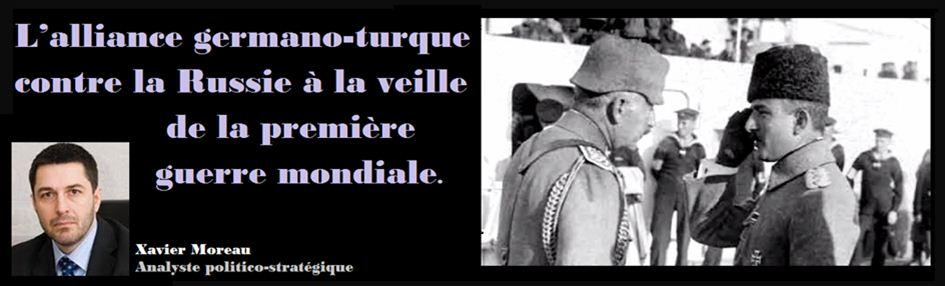 L'alliance germano-turque
contre la Russie à la veille
de la première
guerre mondiale.
Xavier Moreau
Analyste politico-stratégique